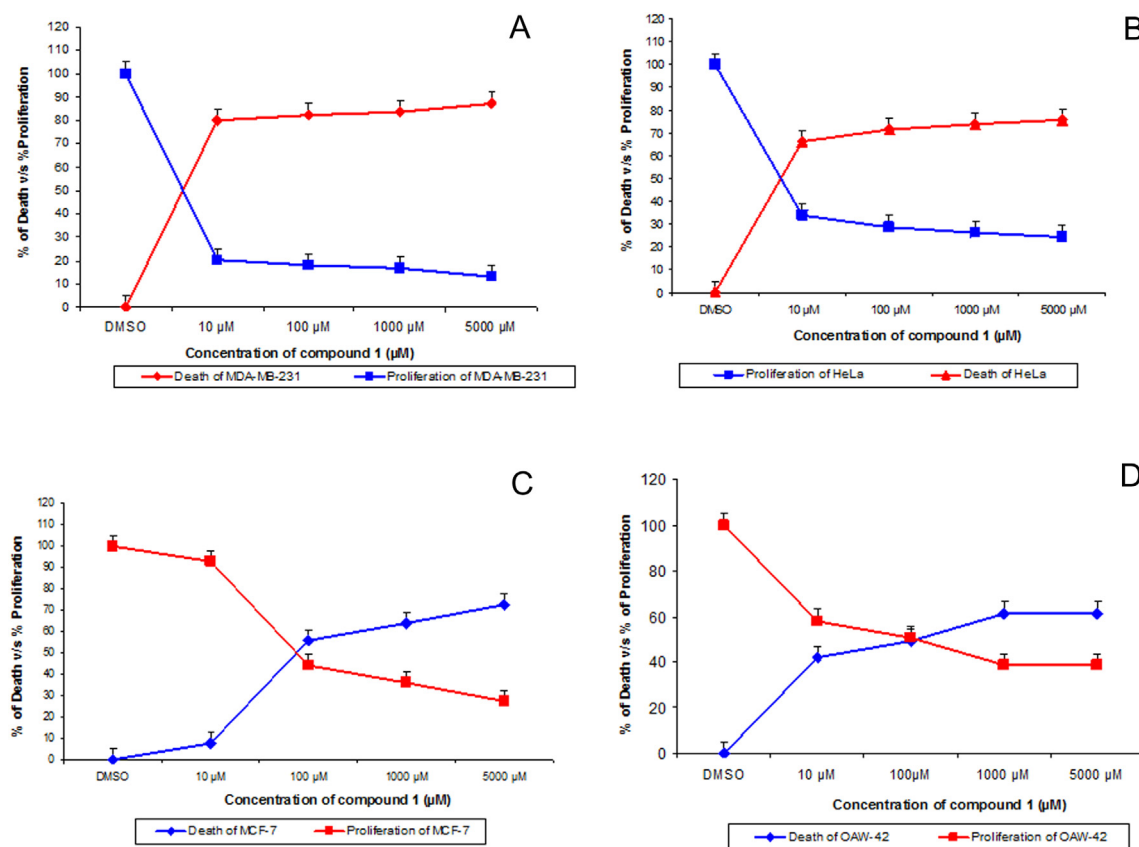 A
% of Death v/s %Proliferation
120
110
100
90
80
70
60
50
40
30
20
10
0
DMSO 10 µM 100 µM 1000 µM 5000 µM
Concentration of compound 1 (µM)
Death of MDA-MB-231 Proliferation of MDA-MB-231
B
% of Death v/s % Proliferation
120
110
100
90
80
70
60
50
40
30
20
10
0
DMSO 10 µM 100 µM 1000 µM 5000 µM
Concentration of compound 1 (µM)
Proliferation of HeLa Death of HeLa
C
% of Death v/s % Proliferation
120
110
100
90
80
70
60
50
40
30
20
10
0
DMSO 10 µM 100 µM 1000 µM 5000 µM
Concentration of compound 1 (µM)
Death of MCF-7 Proliferation of MCF-7
D
% of Death v/s % of Proliferation
120
100
80
60
40
20
0
DMSO 10 µM 100µM 1000 µM 5000 µM
Concentration of compound 1 (µM)
Death of OAW-42 Proliferation of OAW-42